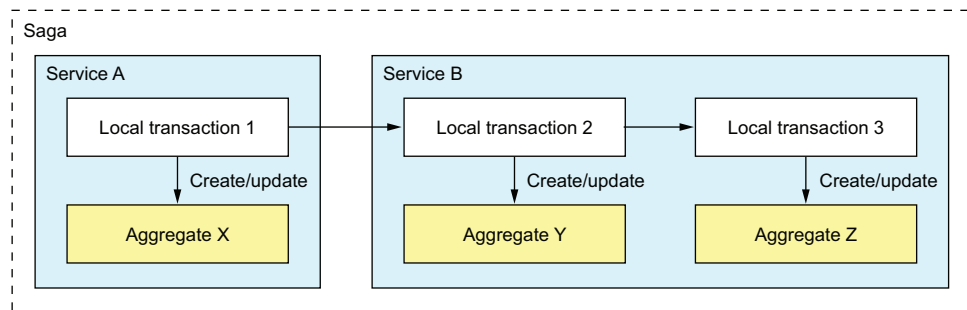 Saga
Service A
Service B
Local transaction 1
Local transaction 2
Local transaction 3
Create/update
Create/update
Create/update
Aggregate X
Aggregate Y
Aggregate Z